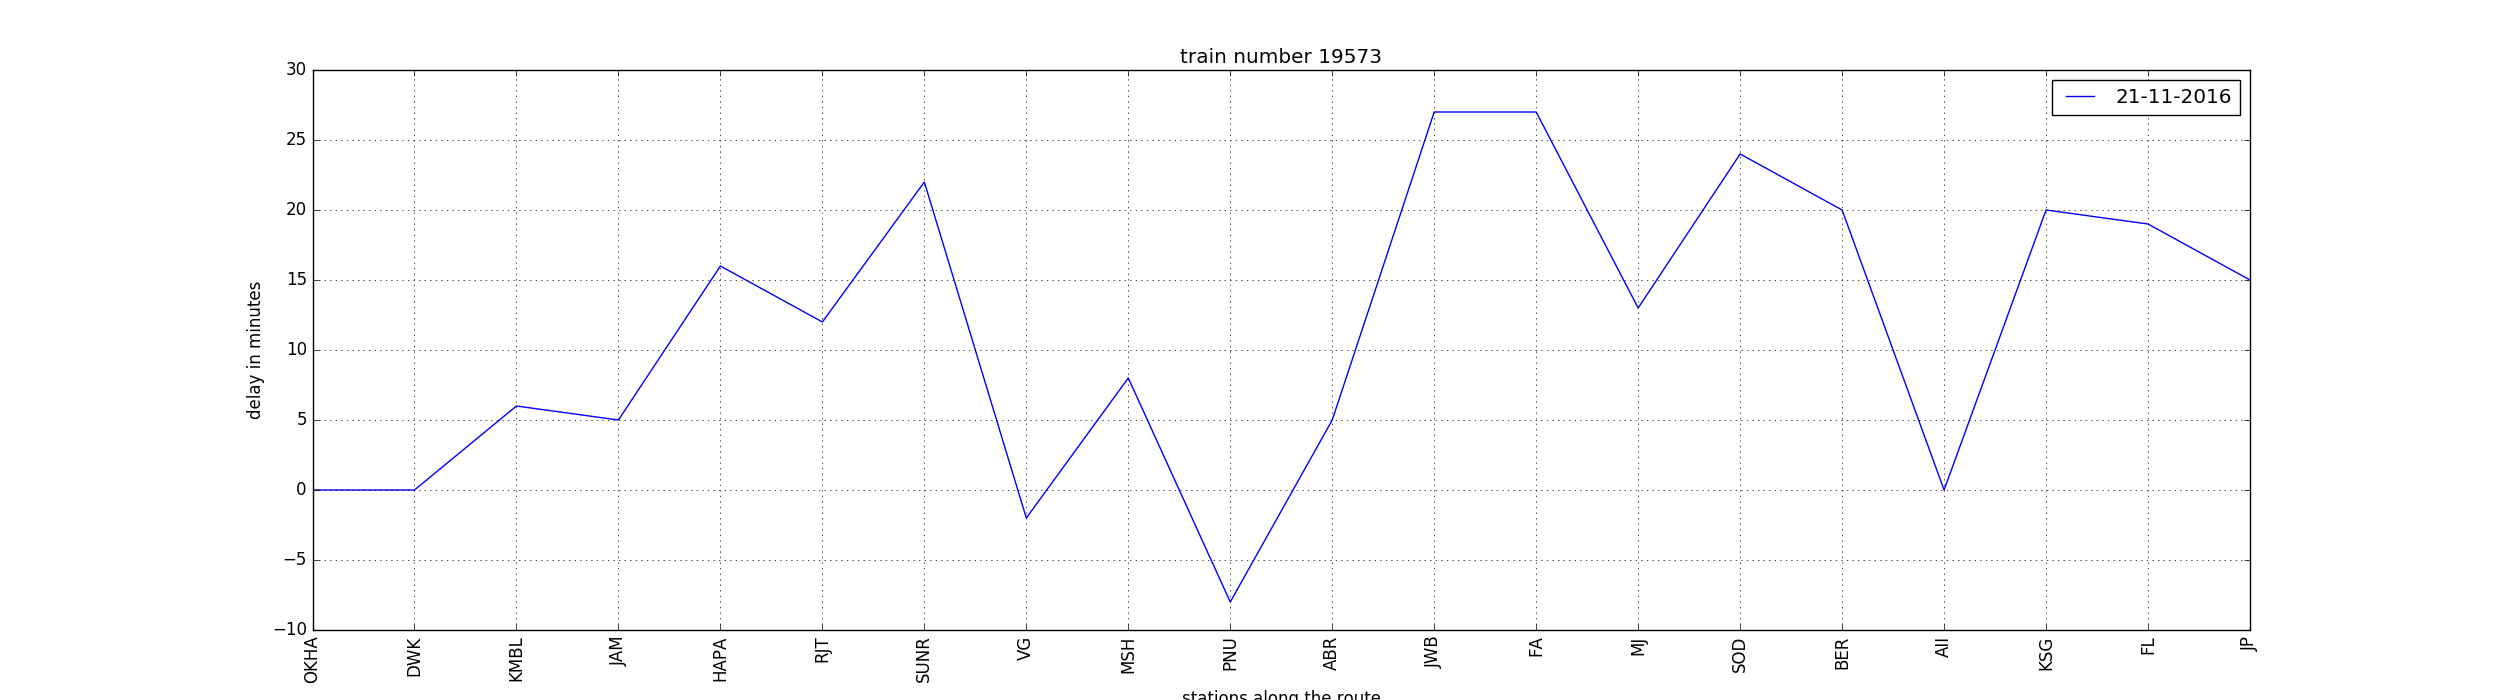 train number 19573
21-11-2016
30
25
20
15
10
5
0
−5
−10
delay in minutes
OKHA
DWK
KMBL
JAM
HAPA
RJT
SUNR
VG
MSH
PNU
ABR
JWB
FA
MJ
SOD
BER
AII
KSG
FL
JP
stations along the route